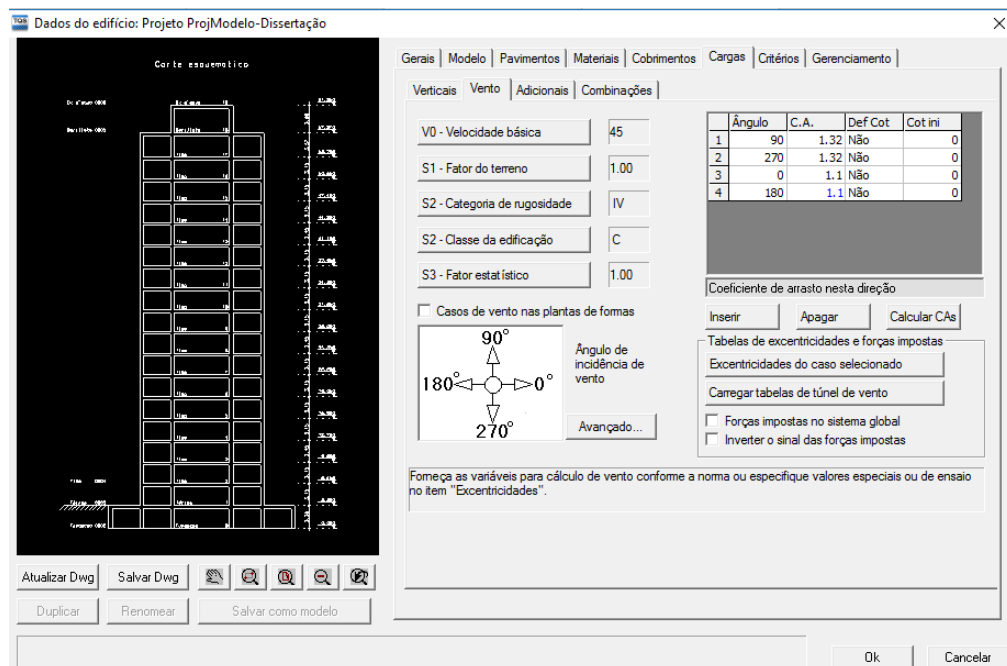 TQS Dados do edifício: Projeto ProjModelo-Dissertação
Corte esquematico
Atualizar Dwg Salvar Dwg
Duplicar Renomear Salvar como modelo
Gerais Modelo Pavimentos Materiais Cobrimentos Cargas Critérios Gerenciamento
Verticais Vento Adicionais Combinações
V0 - Velocidade básica 45
S1 - Fator do terreno 1.00
S2 - Categoria de rugosidade IV
S2 - Classe da edificação C
S3 - Fator estatístico 1.00
Casos de vento nas plantas de formas
90°
180° 0°
270°
Ângulo de
incidência de
vento
Avançado...
Ângulo C.A. Def Cot Cot ini
1 90 1.32 Não 0
2 270 1.32 Não 0
3 0 1.1 Não 0
4 180 1.1 Não 0
Coeficiente de arrasto nesta direção
Inserir Apagar Calcular CAs
Tabelas de excentricidades e forças impostas
Excentricidades do caso selecionado
Carregar tabelas de túnel de vento
Forças impostas no sistema global
Inverter o sinal das forças impostas
Forneça as variáveis para cálculo de vento conforme a norma ou especifique valores especiais ou de ensaio
no item "Excentricidades".
Ok Cancelar